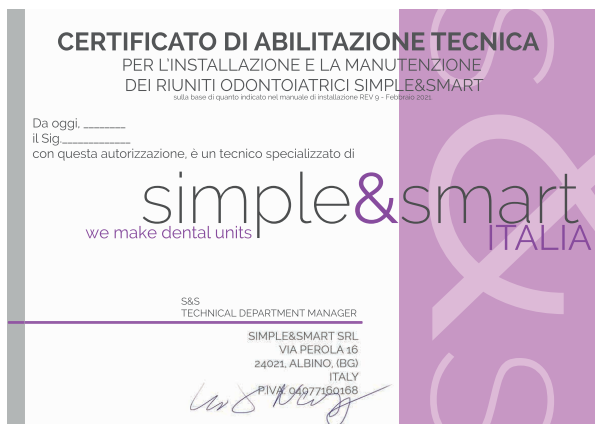 CERTIFICATO DI ABILITAZIONE TECNICA
PER L'INSTALLAZIONE E LA MANUTENZIONE
DEI RIUNITI ODONTOIATRICI SIMPLE&SMART
sulla base di quanto indicato nel manuale di installazione REV 9 - Febbraio 2021
Da oggi, ________
il Sig._____________
con questa autorizzazione, è un tecnico specializzato di
simple&smart
we make dental units
ITALIA
S&S
TECHNICAL DEPARTMENT MANAGER
SIMPLE&SMART SRL
VIA PEROLA 16
24021, ALBINO, (BG)
ITALY
P.IVA: 04077160168